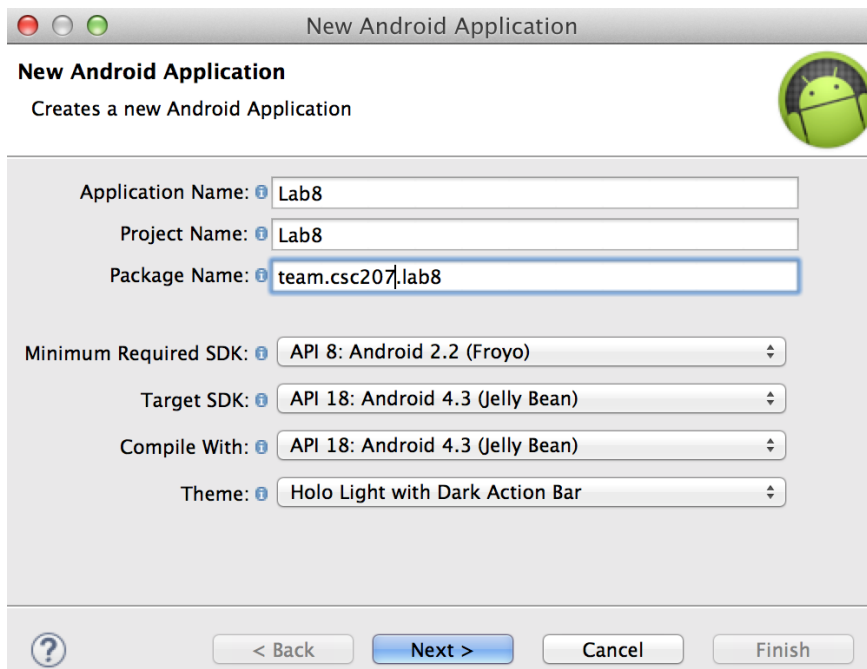 New Android Application
New Android Application
Creates a new Android Application
Application Name: Lab8
Project Name: Lab8
Package Name: team.csc207.lab8
Minimum Required SDK: API 8: Android 2.2 (Froyo)
Target SDK: API 18: Android 4.3 (Jelly Bean)
Compile With: API 18: Android 4.3 (Jelly Bean)
Theme: Holo Light with Dark Action Bar
? < Back Next > Cancel Finish